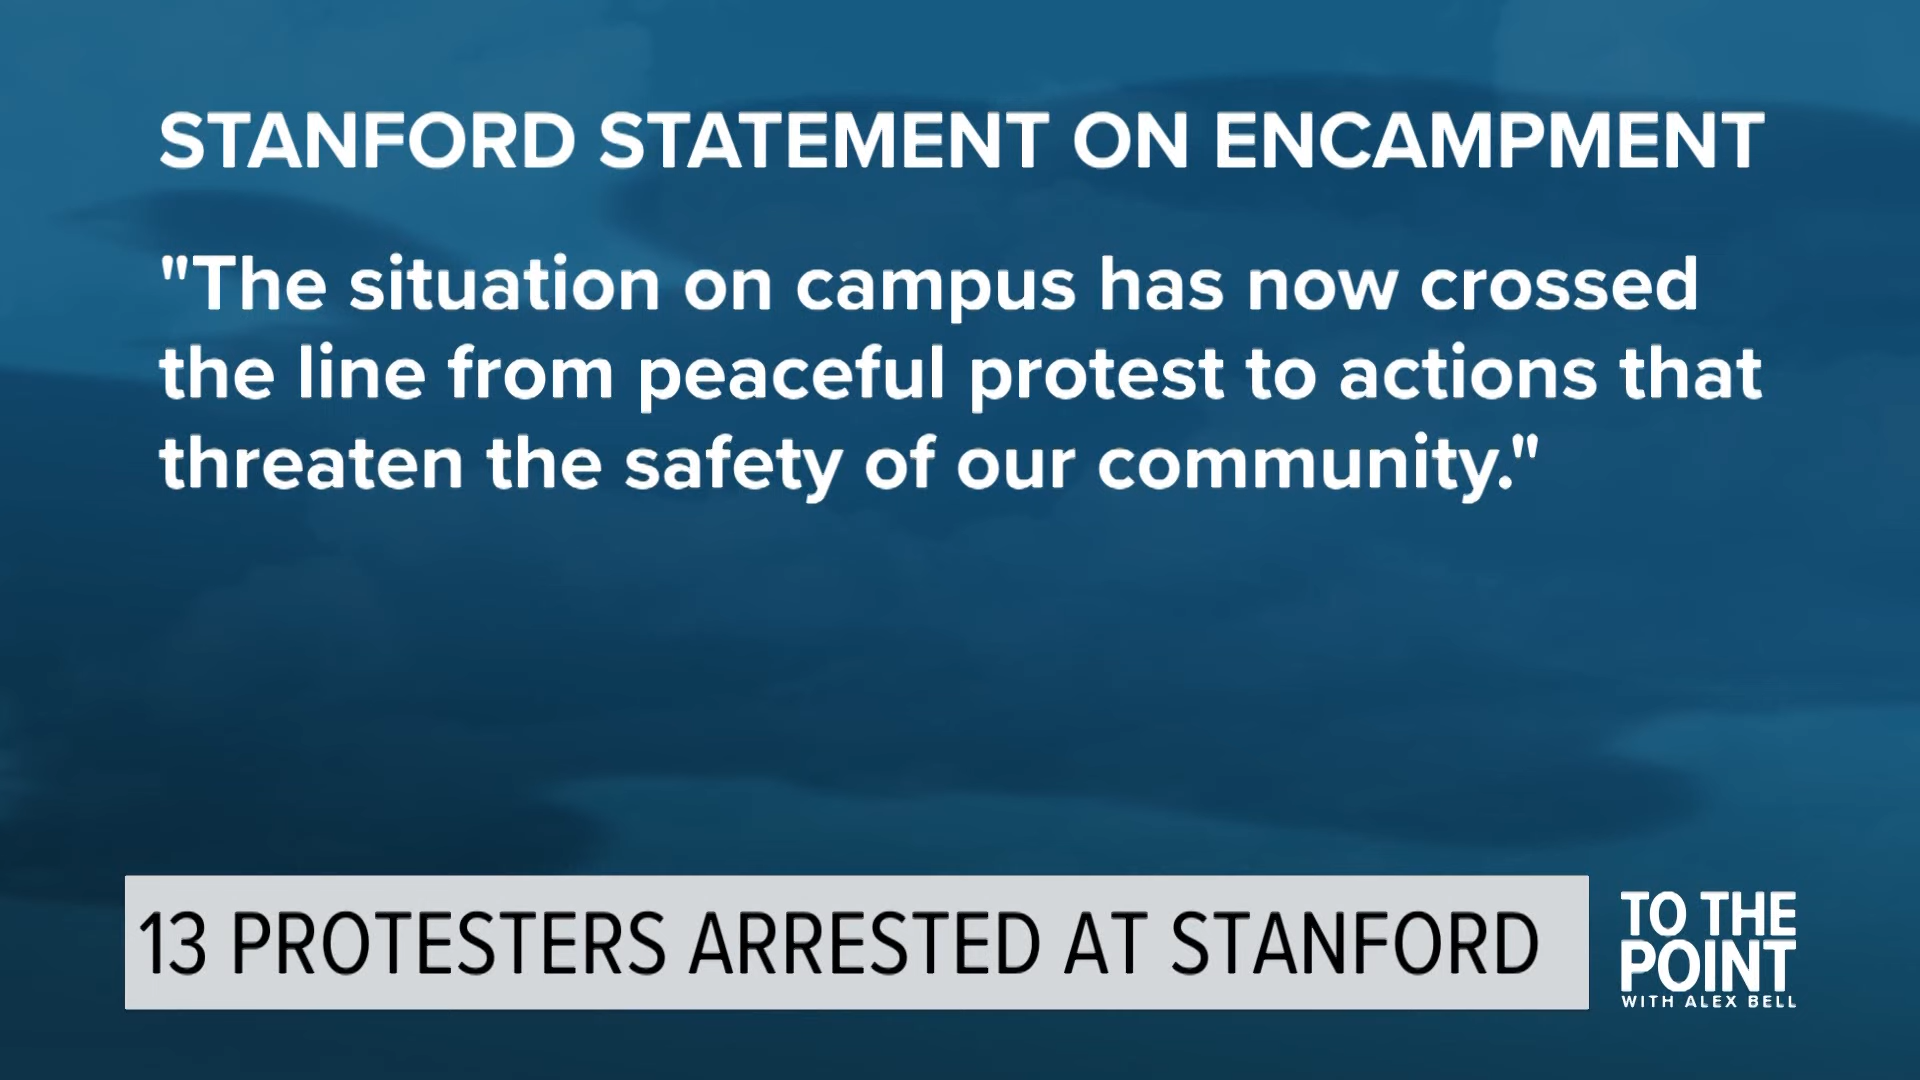 STANFORD STATEMENT ON ENCAMPMENT
"The situation on campus has now crossed
the line from peaceful protest to actions that
threaten the safety of our community."
13 PROTESTERS ARRESTED AT STANFORD
TO THE
POINT
WITH ALEX BELL